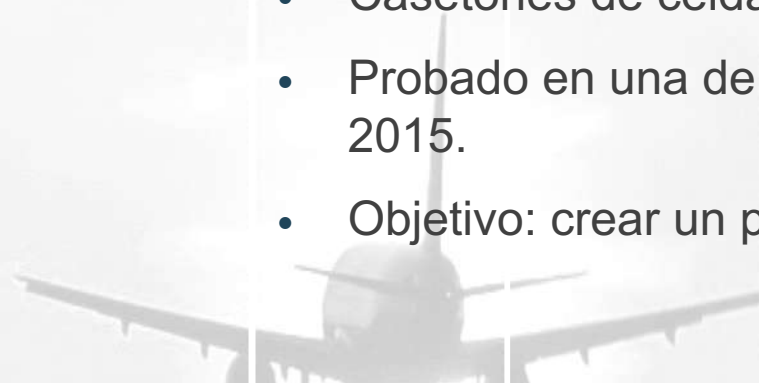 Casetones de celda
Probado en una de
2015.
Objetivo: crear un p